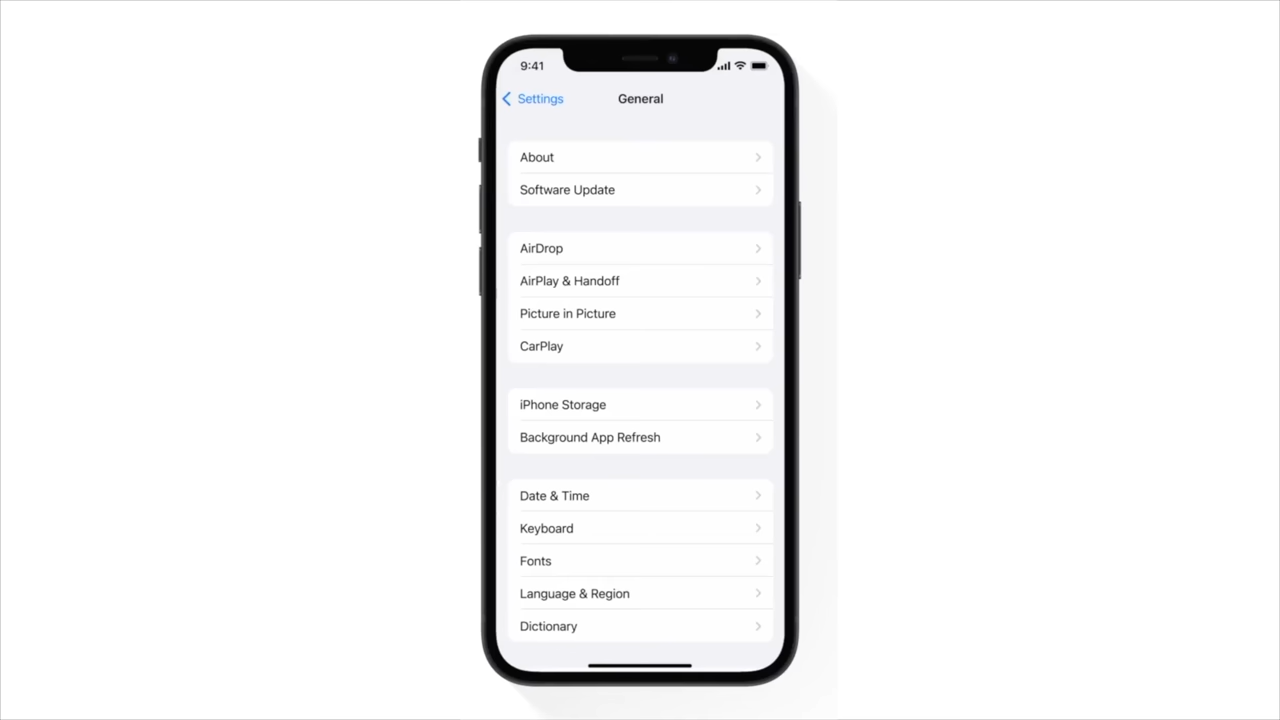 9:41
Settings
General
About
Software Update
AirDrop
AirPlay & Handoff
Picture in Picture
CarPlay
iPhone Storage
Background App Refresh
Date & Time
Keyboard
Fonts
Language & Region
Dictionary